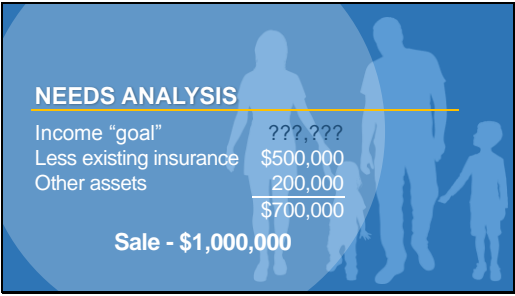 NEEDS ANALYSIS
Income “goal” ???,???
Less existing insurance $500,000
Other assets 200,000
$700,000
Sale - $1,000,000